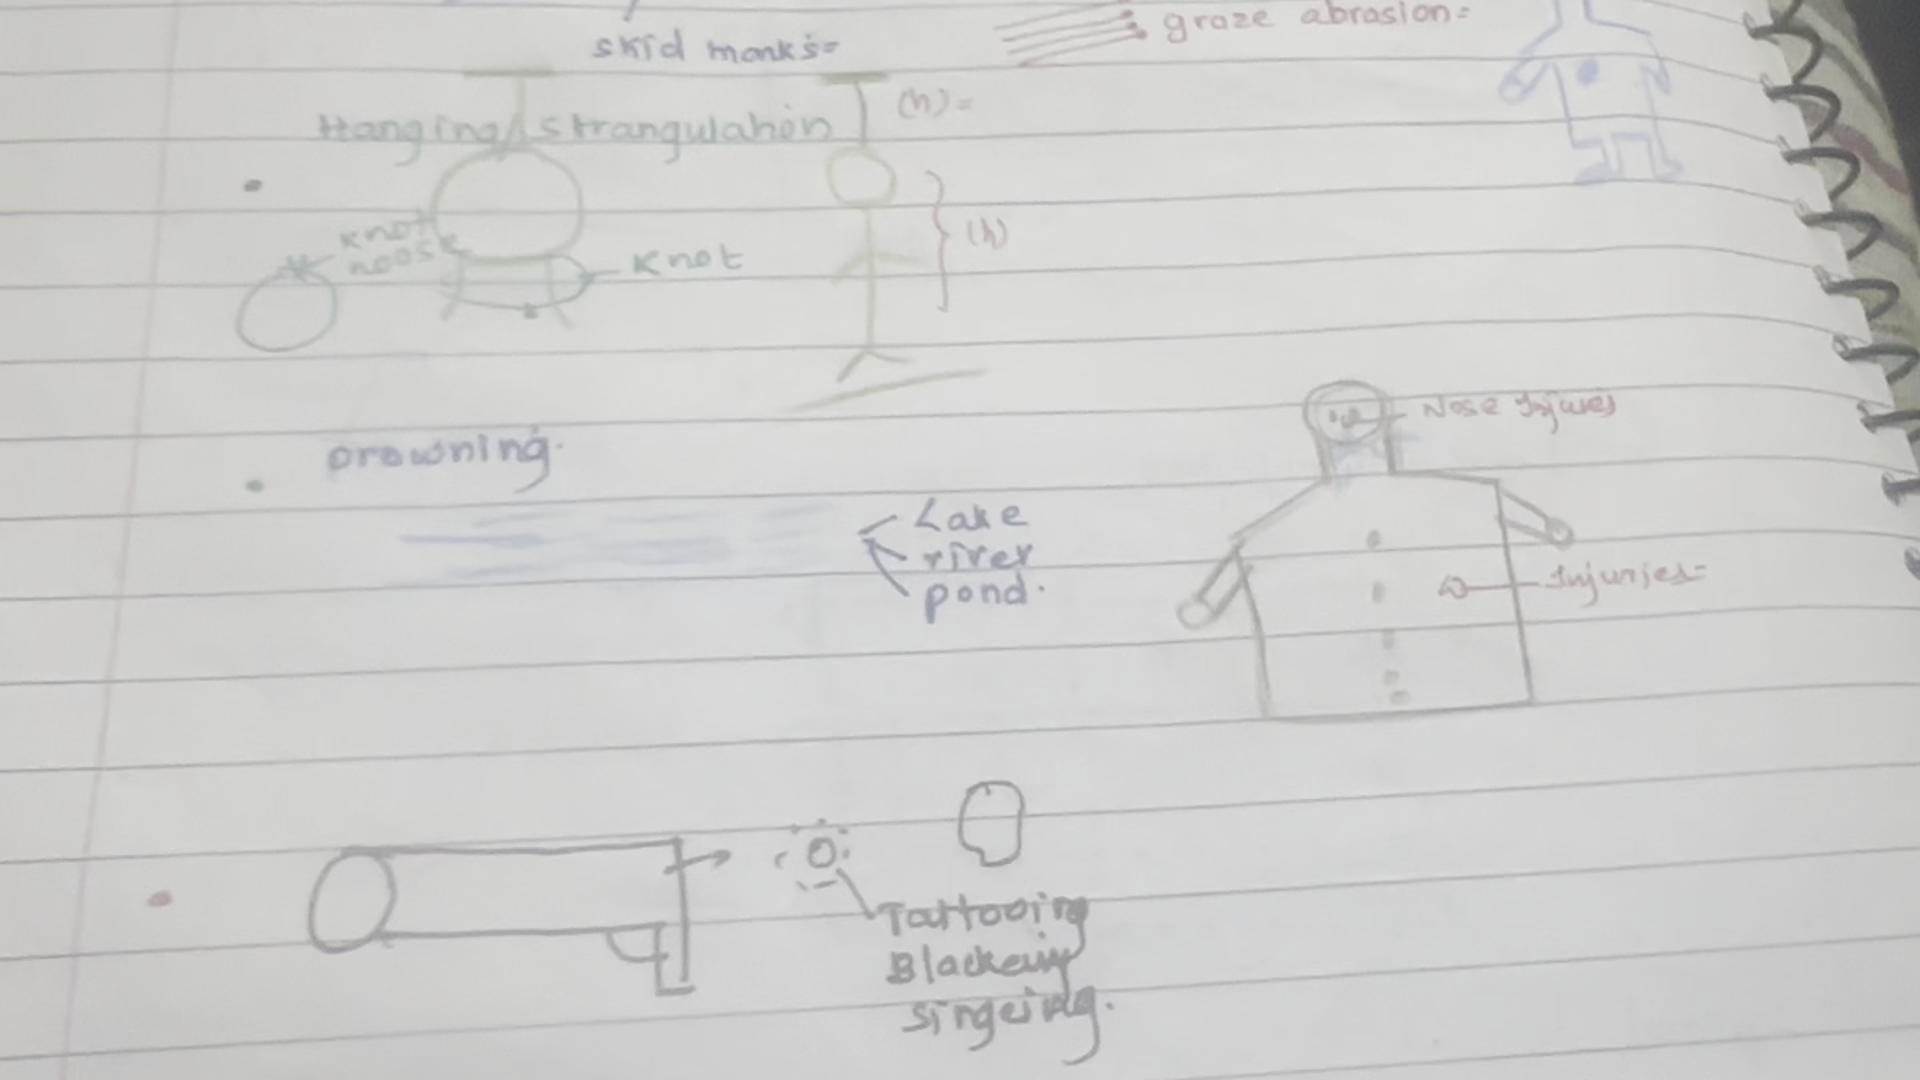 graze abrasion=
skid marks=
(h) =
Hanging/strangulation
knot
noose
knot
(h)
Nose Injuries
Drowning.
Lake
river
pond.
Injuries=
Tattooing
Blackening
singeing.